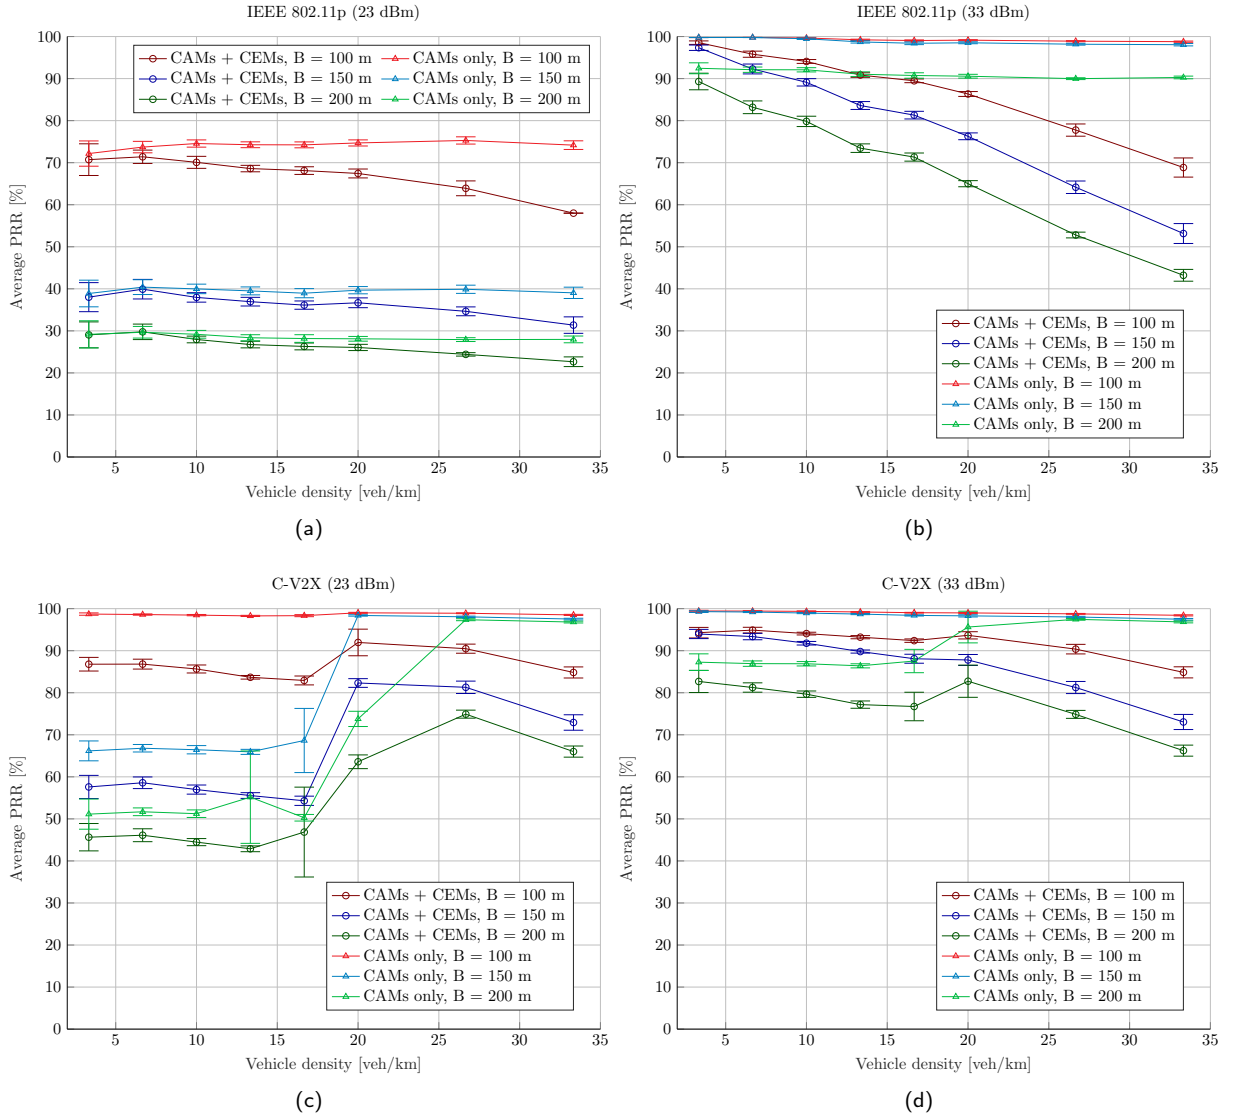 IEEE 802.11p (23 dBm)
100
90
80
70
60
50
40
30
20
10
0
Average PRR [%]
CAMs + CEMs, B = 100 m
CAMs only, B = 100 m
CAMs + CEMs, B = 150 m
CAMs only, B = 150 m
CAMs + CEMs, B = 200 m
CAMs only, B = 200 m
5 10 15 20 25 30 35
Vehicle density [veh/km]
(a)
IEEE 802.11p (33 dBm)
100
90
80
70
60
50
40
30
20
10
0
Average PRR [%]
CAMs + CEMs, B = 100 m
CAMs + CEMs, B = 150 m
CAMs + CEMs, B = 200 m
CAMs only, B = 100 m
CAMs only, B = 150 m
CAMs only, B = 200 m
5 10 15 20 25 30 35
Vehicle density [veh/km]
(b)
C-V2X (23 dBm)
100
90
80
70
60
50
40
30
20
10
0
Average PRR [%]
CAMs + CEMs, B = 100 m
CAMs + CEMs, B = 150 m
CAMs + CEMs, B = 200 m
CAMs only, B = 100 m
CAMs only, B = 150 m
CAMs only, B = 200 m
5 10 15 20 25 30 35
Vehicle density [veh/km]
(c)
C-V2X (33 dBm)
100
90
80
70
60
50
40
30
20
10
0
Average PRR [%]
CAMs + CEMs, B = 100 m
CAMs + CEMs, B = 150 m
CAMs + CEMs, B = 200 m
CAMs only, B = 100 m
CAMs only, B = 150 m
CAMs only, B = 200 m
5 10 15 20 25 30 35
Vehicle density [veh/km]
(d)